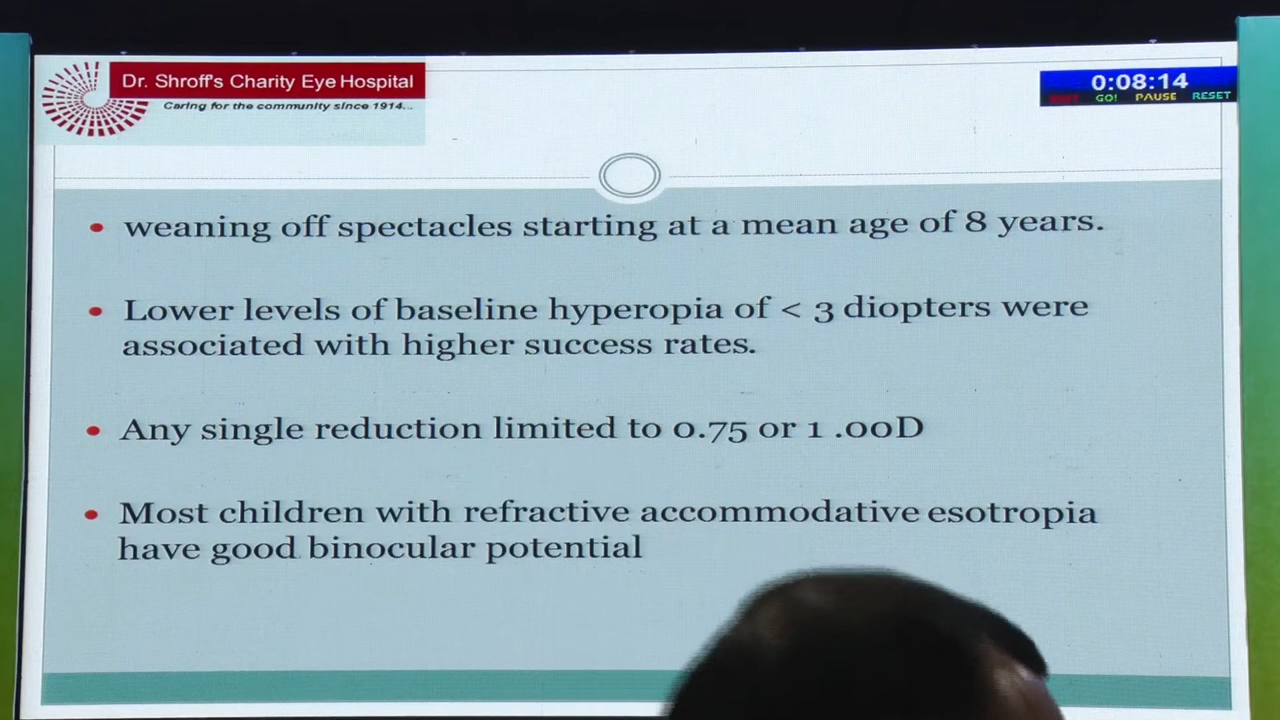 Dr. Shroff's Charity Eye Hospital
Caring for the community since 1914...
0:08:14
GO! PAUSE RESET
• weaning off spectacles starting at a mean age of 8 years.
• Lower levels of baseline hyperopia of < 3 diopters were
associated with higher success rates.
• Any single reduction limited to 0.75 or 1 .00D
• Most children with refractive accommodative esotropia
have good binocular potential